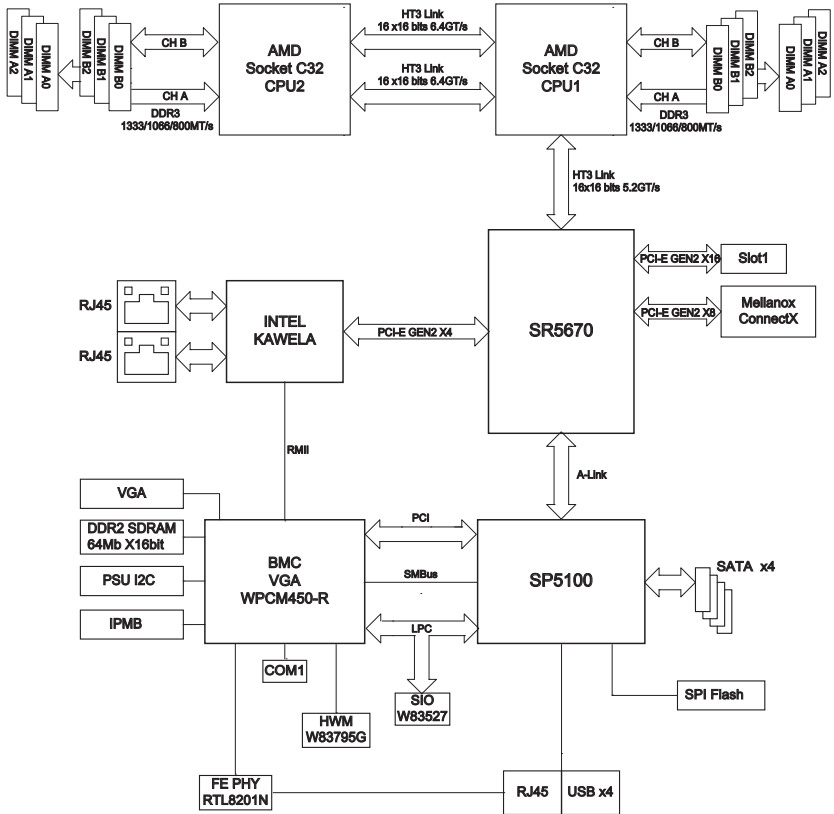 DIMM A2
DIMM A1
DIMM A0
DIMM B2
DIMM B1
DIMM B0
CH B
CH A
DDR3
1333/1066/800MT/s
AMD
Socket C32
CPU2
HT3 Link
16 x16 bits 6.4GT/s
HT3 Link
16 x16 bits 6.4GT/s
AMD
Socket C32
CPU1
CH B
CH A
DDR3
1333/1066/800MT/s
DIMM B0
DIMM B1
DIMM B2
DIMM A0
DIMM A1
DIMM A2
HT3 Link
16x16 bits 5.2GT/s
RJ45
RJ45
INTEL
KAWELA
PCI-E GEN2 X4
SR5670
PCI-E GEN2 X16
Slot1
PCI-E GEN2 X8
Mellanox
ConnectX
RMII
A-Link
VGA
DDR2 SDRAM
64Mb X16bit
PSU I2C
IPMB
BMC
VGA
WPCM450-R
PCI
SMBus
LPC
SP5100
SATA x4
COM1
HWM
W83795G
SIO
W83527
SPI Flash
FE PHY
RTL8201N
RJ45
USB x4